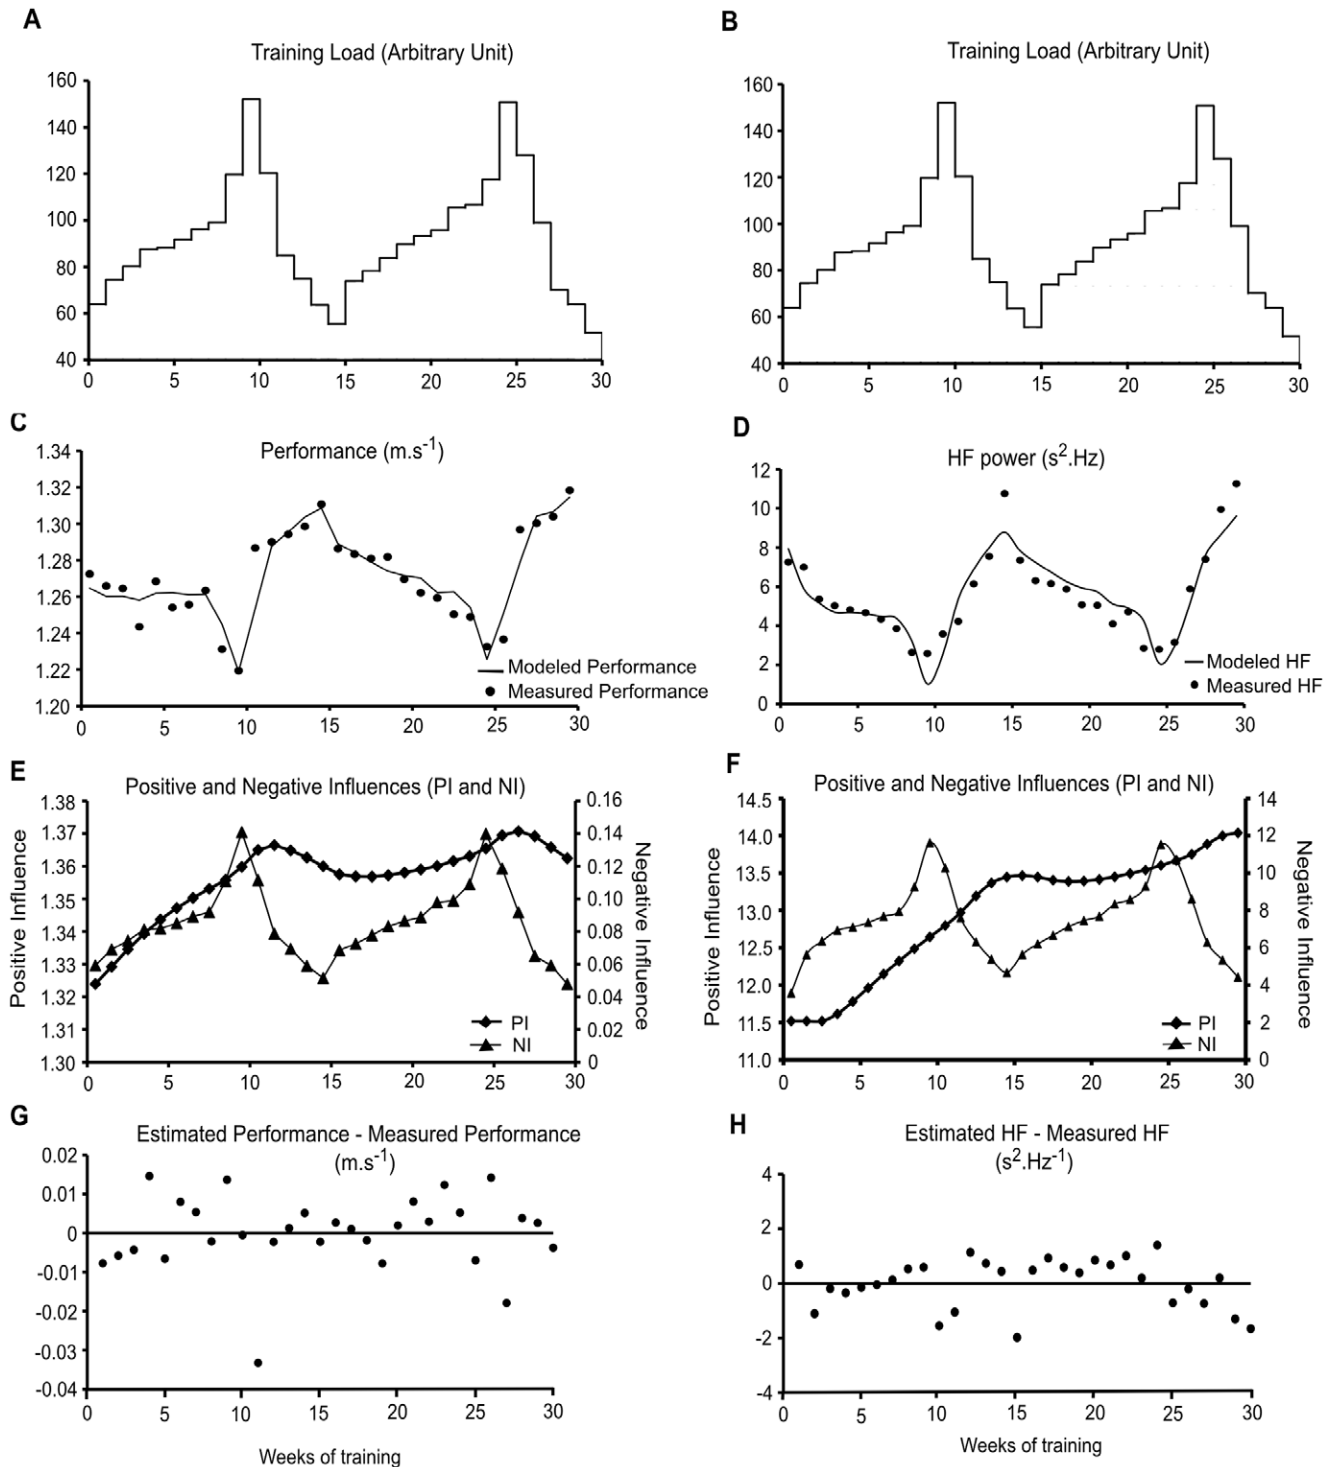 A
Training Load (Arbitrary Unit)
160
140
120
100
80
60
40
0 5 10 15 20 25 30
B
Training Load (Arbitrary Unit)
160
140
120
100
80
60
40
0 5 10 15 20 25 30
C
Performance (m.s-1)
1.34
1.32
1.30
1.28
1.26
1.24
1.22
1.20
Modeled Performance
Measured Performance
0 5 10 15 20 25 30
D
HF power (s2.Hz)
12
10
8
6
4
2
0
Modeled HF
Measured HF
0 5 10 15 20 25 30
E
Positive and Negative Influences (PI and NI)
Positive Influence
1.38
1.37
1.36
1.35
1.34
1.33
1.32
1.31
1.30
0.16
0.14
0.12
0.10
0.08
0.06
0.04
0.02
0
Negative Influence
PI
NI
0 5 10 15 20 25 30
F
Positive and Negative Influences (PI and NI)
Positive Influence
14.5
14.0
13.5
13.0
12.5
12.0
11.5
11.0
14
12
10
8
6
4
2
0
Negative Influence
PI
NI
0 5 10 15 20 25 30
G
Estimated Performance - Measured Performance
(m.s-1)
0.02
0.01
0
-0.01
-0.02
-0.03
-0.04
0 5 10 15 20 25 30
Weeks of training
H
Estimated HF - Measured HF
(s2.Hz-1)
4
2
0
-2
-4
0 5 10 15 20 25 30
Weeks of training